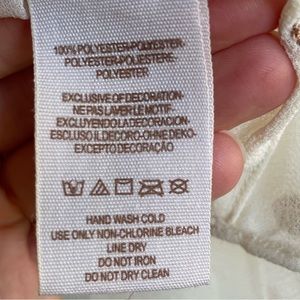 100% POLYESTER-POLYESTER-
POLYESTER-POLIESTERE-
POLYESTER
EXCLUSIVE OF DECORATION-
NE PAS LAVER LE MOTIF-
EXCLUYENDO LA DECORACION-
ESCLUSO IL DECORO-OHNE DEKO-
EXCEPTO DECORAÇÃO
HAND WASH COLD
USE ONLY NON-CHLORINE BLEACH
LINE DRY
DO NOT IRON
DO NOT DRY CLEAN